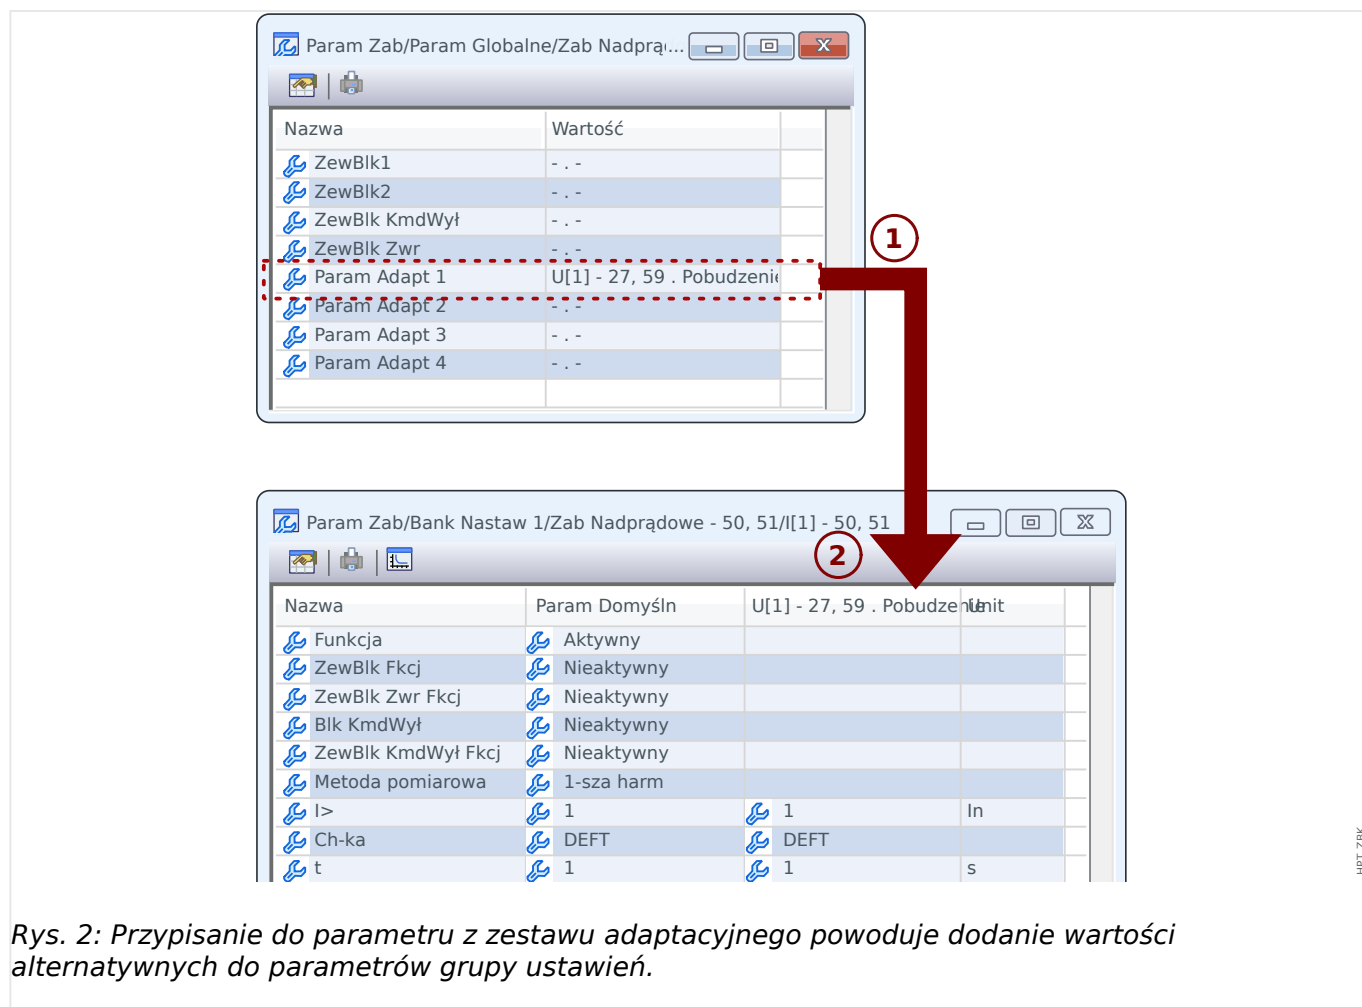 Param Zab/Param Globalne/Zab Nadprą...
Nazwa Wartość
ZewBlk1 - . -
ZewBlk2 - . -
ZewBlk KmdWył - . -
ZewBlk Zwr - . -
Param Adapt 1 U[1] - 27, 59 . Pobudzenie
Param Adapt 2 - . -
Param Adapt 3 - . -
Param Adapt 4 - . -
1
Param Zab/Bank Nastaw 1/Zab Nadprądowe - 50, 51/I[1] - 50, 51
2
Nazwa Param Domyśln U[1] - 27, 59 . Pobudzenie Unit
Funkcja Aktywny
ZewBlk Fkcj Nieaktywny
ZewBlk Zwr Fkcj Nieaktywny
Blk KmdWył Nieaktywny
ZewBlk KmdWył Fkcj Nieaktywny
Metoda pomiarowa 1-sza harm
I> 1 1 In
Ch-ka DEFT DEFT
t 1 1 s
HPT_ZBK
Rys. 2: Przypisanie do parametru z zestawu adaptacyjnego powoduje dodanie wartości
alternatywnych do parametrów grupy ustawień.